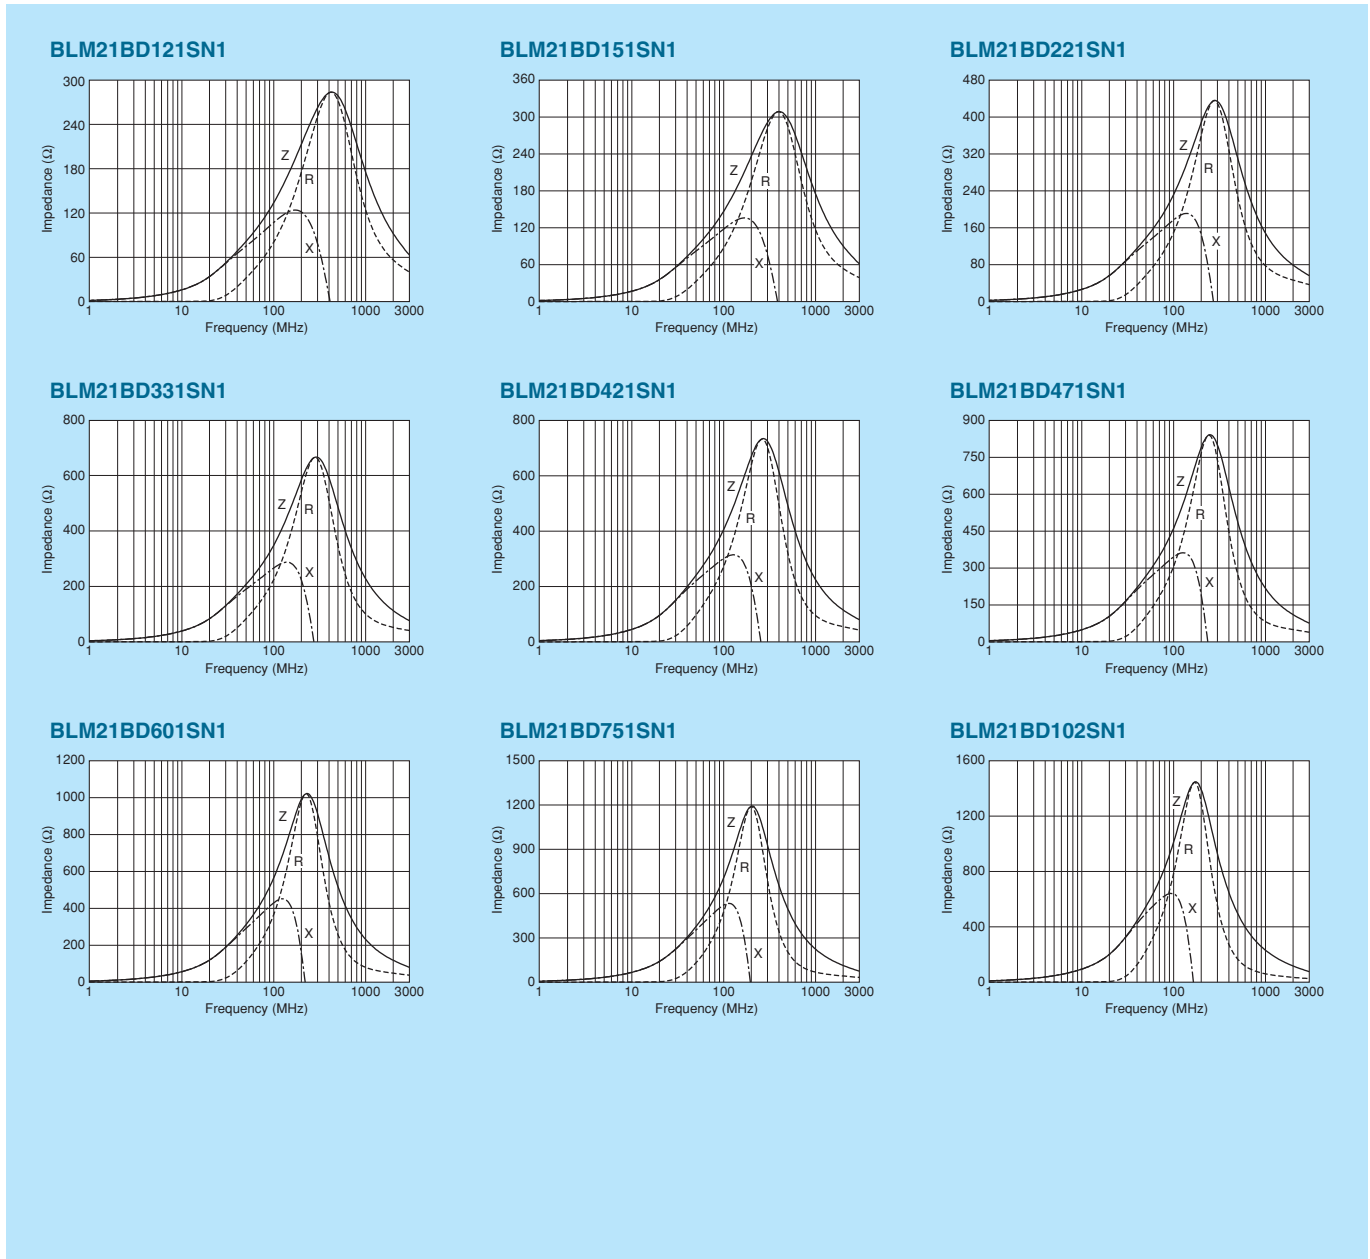 BLM21BD121SN1
300
240
180
120
60
0
Impedance (Ω)
Z
R
X
1
10
100
1000
3000
Frequency (MHz)
BLM21BD151SN1
360
300
240
180
120
60
0
Impedance (Ω)
Z
R
X
1
10
100
1000
3000
Frequency (MHz)
BLM21BD221SN1
480
400
320
240
160
80
0
Impedance (Ω)
Z
R
X
1
10
100
1000
3000
Frequency (MHz)
BLM21BD331SN1
800
600
400
200
0
Impedance (Ω)
Z
R
X
1
10
100
1000
3000
Frequency (MHz)
BLM21BD421SN1
800
600
400
200
0
Impedance (Ω)
Z
R
X
1
10
100
1000
3000
Frequency (MHz)
BLM21BD471SN1
900
750
600
450
300
150
0
Impedance (Ω)
Z
R
X
1
10
100
1000
3000
Frequency (MHz)
BLM21BD601SN1
1200
1000
800
600
400
200
0
Impedance (Ω)
Z
R
X
1
10
100
1000
3000
Frequency (MHz)
BLM21BD751SN1
1500
1200
900
600
300
0
Impedance (Ω)
Z
R
X
1
10
100
1000
3000
Frequency (MHz)
BLM21BD102SN1
1600
1200
800
400
0
Impedance (Ω)
Z
R
X
1
10
100
1000
3000
Frequency (MHz)